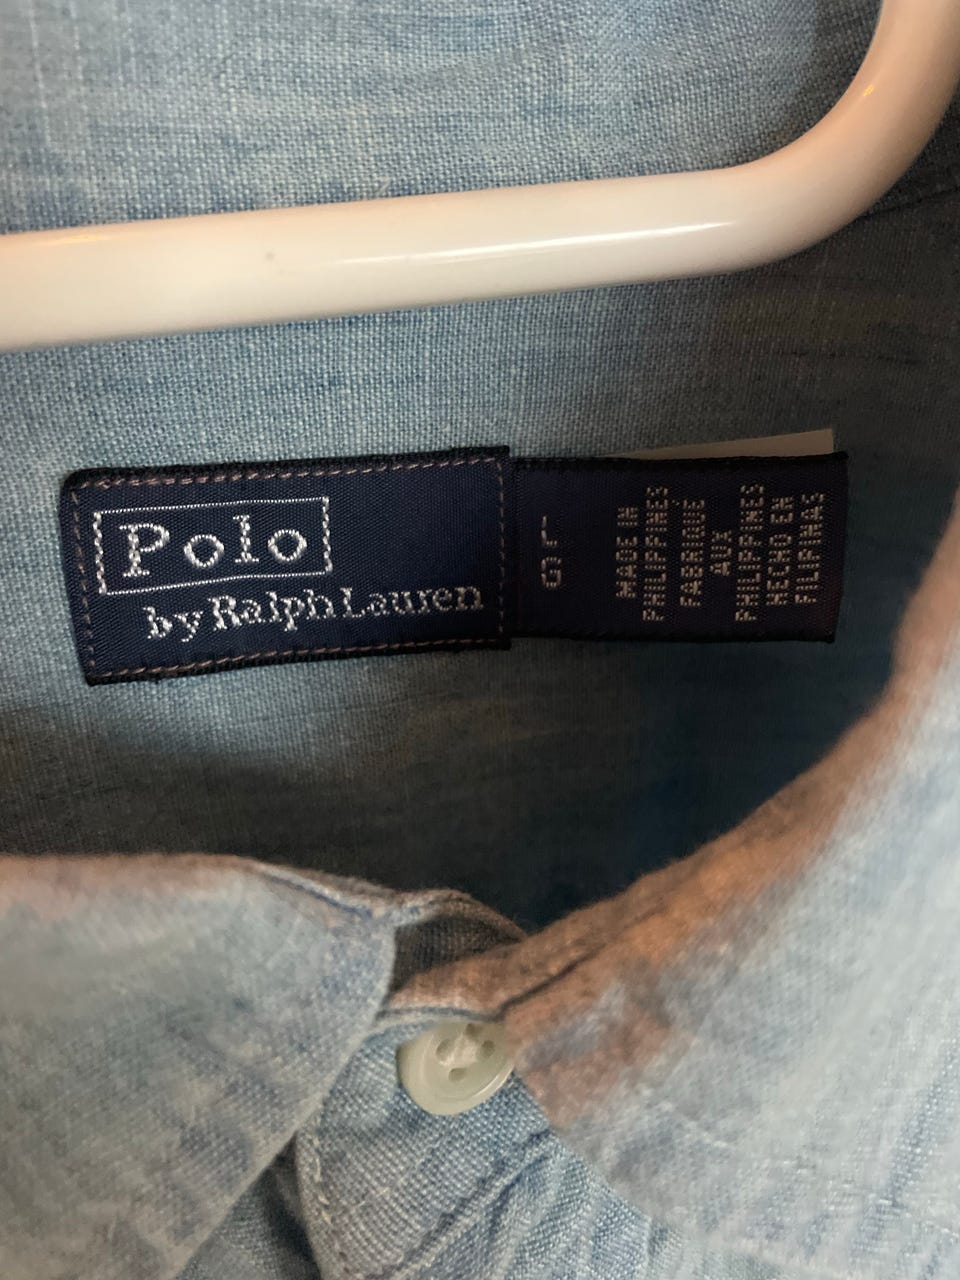 Polo
by Ralph Lauren
L
G
MADE IN
PHILIPPINES
FABRIQUÉ
AUX
PHILIPPINES
HECHO EN
FILIPINAS